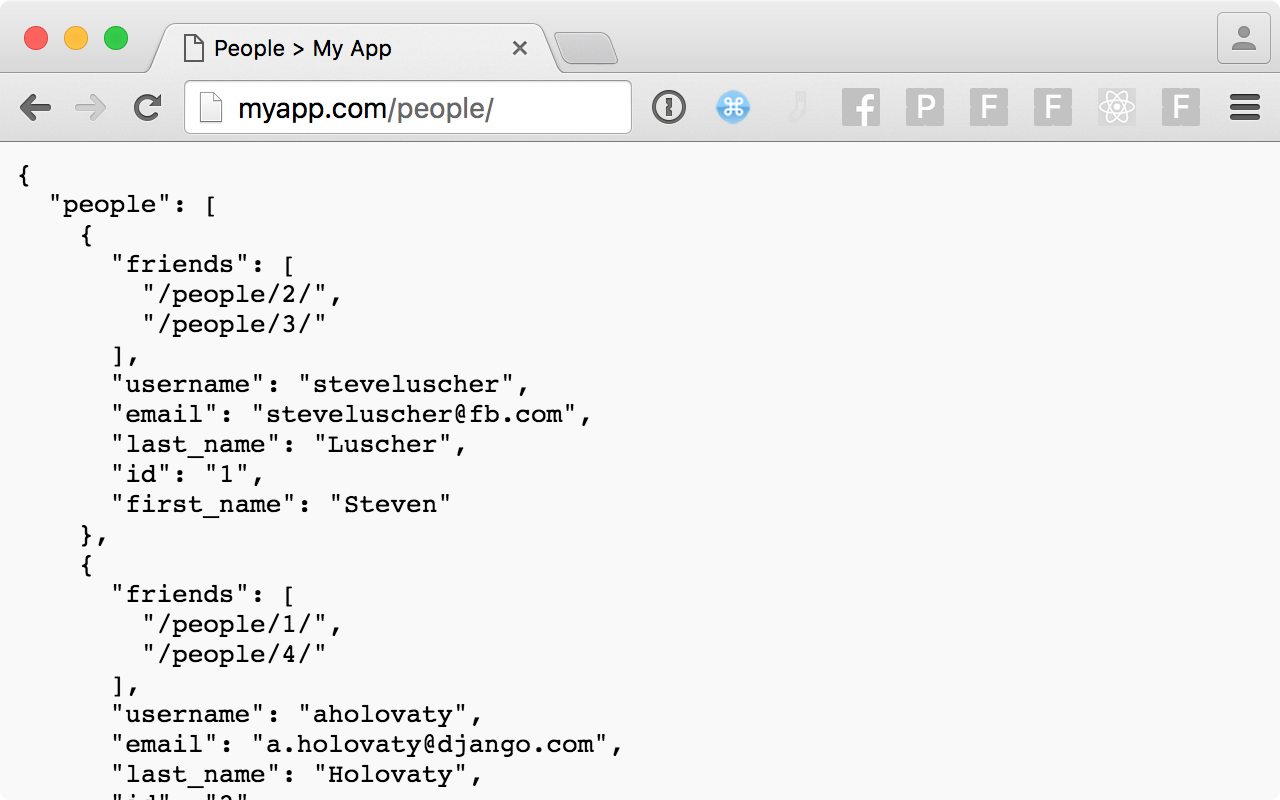 People > My App
myapp.com/people/
f P F F F
{
  "people": [
    {
      "friends": [
        "/people/2/",
        "/people/3/"
      ],
      "username": "steveluscher",
      "email": "steveluscher@fb.com",
      "last_name": "Luscher",
      "id": "1",
      "first_name": "Steven"
    },
    {
      "friends": [
        "/people/1/",
        "/people/4/"
      ],
      "username": "aholovaty",
      "email": "a.holovaty@django.com",
      "last_name": "Holovaty",